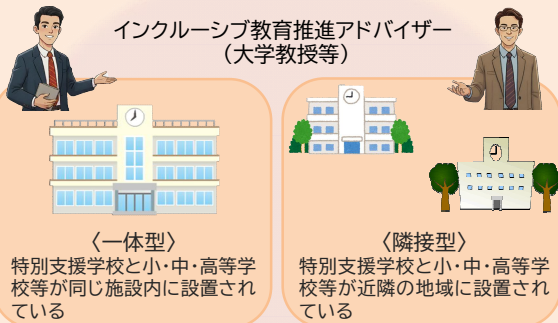 インクルーシブ教育推進アドバイザー
(大学教授等)
〈一体型〉
特別支援学校と小・中・高等学
校等が同じ施設内に設置され
ている
〈隣接型〉
特別支援学校と小・中・高等学
校等が近隣の地域に設置され
ている